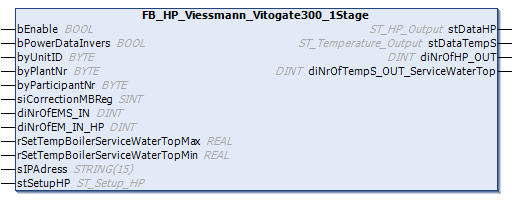 FB_HP_Viessmann_Vitogate300_1Stage
bEnable BOOL ST_HP_Output stDataHP
bPowerDataInvers BOOL ST_Temperature_Output stDataTempS
byUnitID BYTE DINT diNrOfHP_OUT
byPlantNr BYTE DINT diNrOfTempS_OUT_ServiceWaterTop
byParticipantNr BYTE
siCorrectionMBReg SINT
diNrOfEMS_IN DINT
diNrOfEM_IN_HP DINT
rSetTempBoilerServiceWaterTopMax REAL
rSetTempBoilerServiceWaterTopMin REAL
sIPAdress STRING(15)
stSetupHP ST_Setup_HP